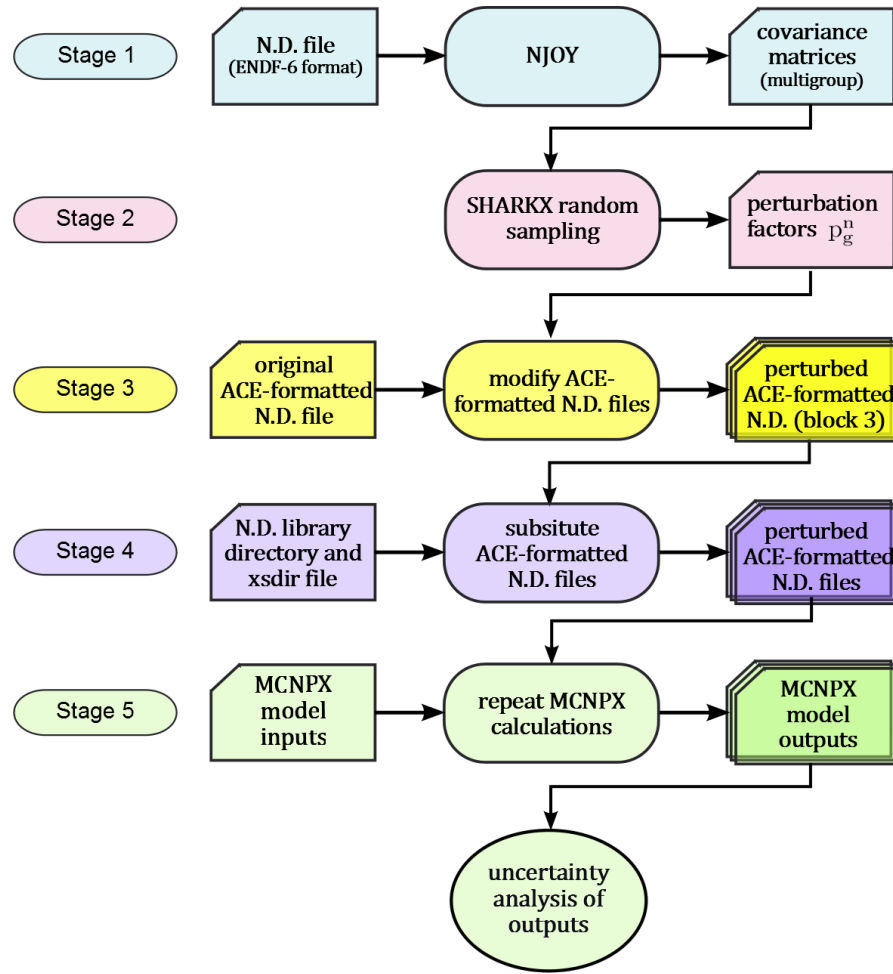 Stage 1
N.D. file
(ENDF-6 format)
NJOY
covariance
matrices
(multigroup)
Stage 2
SHARKX random
sampling
perturbation
factors p_g^n
Stage 3
original
ACE-formatted
N.D. file
modify ACE-
formatted N.D. files
perturbed
ACE-formatted
N.D. (block 3)
Stage 4
N.D. library
directory and
xsdir file
subsitute
ACE-formatted
N.D. files
perturbed
ACE-formatted
N.D. files
Stage 5
MCNPX
model
inputs
repeat MCNPX
calculations
MCNPX
model
outputs
uncertainty
analysis of
outputs